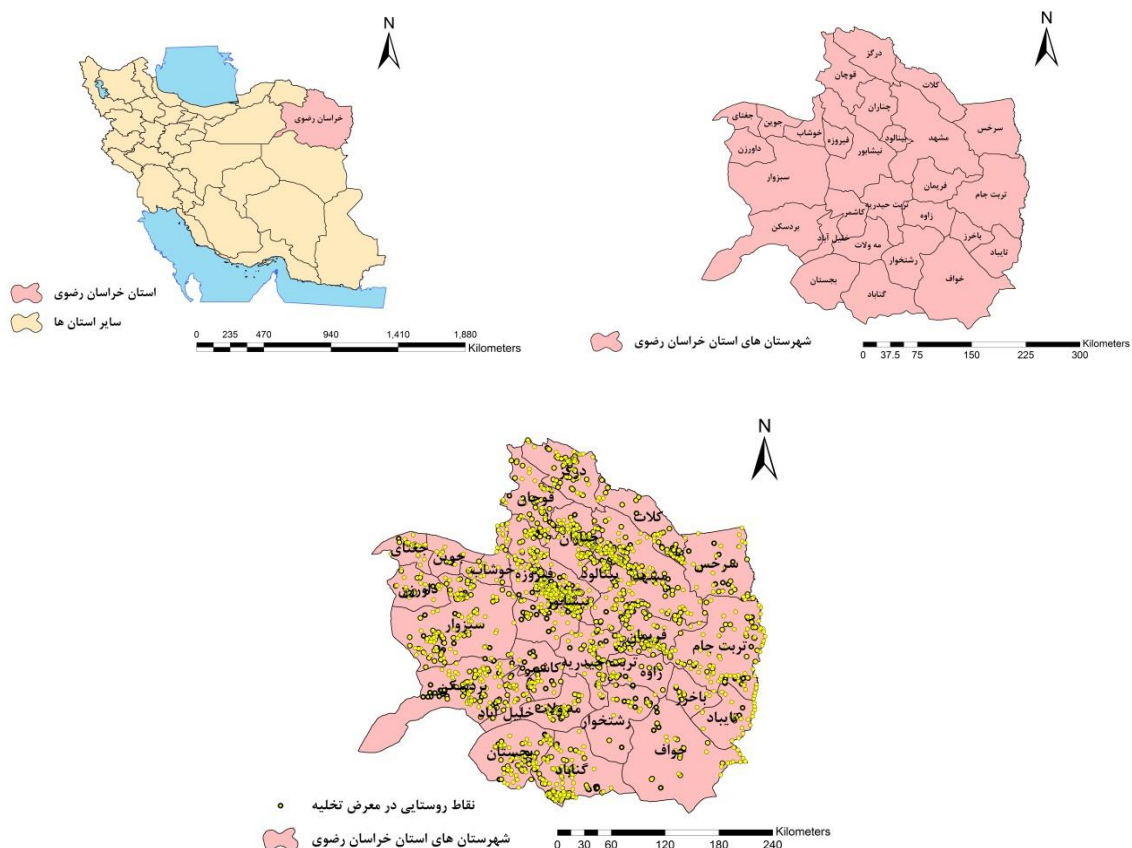 N
خراسان رضوی
استان خراسان رضوی
سایر استان ها
0 235 470 940 1,410 1,880
Kilometers
N
درگز
قوچان
کلات
چناران
سرخس
جغتای
جوین
خوشاب
فیروزه
بینالود
مشهد
نیشابور
داورزن
سبزوار
فریمان
تربت جام
تربت حیدریه
کاشمر
زاوه
بردسکن
خلیل آباد
مه ولات
باخرز
تایباد
رشتخوار
خواف
بجستان
گناباد
شهرستان های استان خراسان رضوی
0 37.5 75 150 225 300
Kilometers
N
درگز
قوچان
کلات
چناران
سرخس
جغتای
جوین
خوشاب
فیروزه
بینالود
مشهد
نیشابور
داورزن
سبزوار
فریمان
تربت جام
تربت حیدریه
کاشمر
زاوه
بردسکن
باخرز
خلیل آباد
مه ولات
تایباد
رشتخوار
خواف
بجستان
گناباد
نقاط روستایی در معرض تخلیه
شهرستان های استان خراسان رضوی
0 30 60 120 180 240
Kilometers